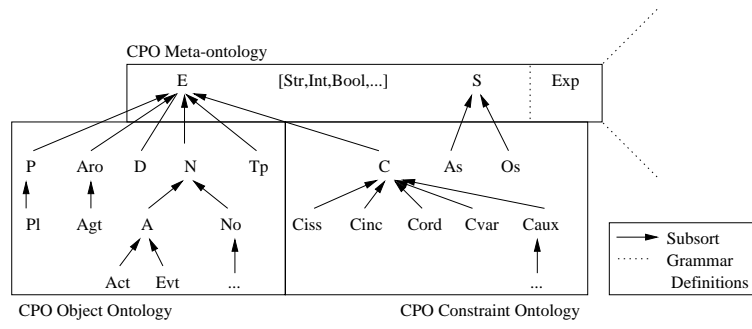 CPO Meta-ontology
E [Str,Int,Bool,...] S Exp
P Aro D N Tp C As Os
Pl Agt A No Ciss Cinc Cord Cvar Caux
Subsort
Grammar
Act Evt ... ...
Definitions
CPO Object Ontology CPO Constraint Ontology